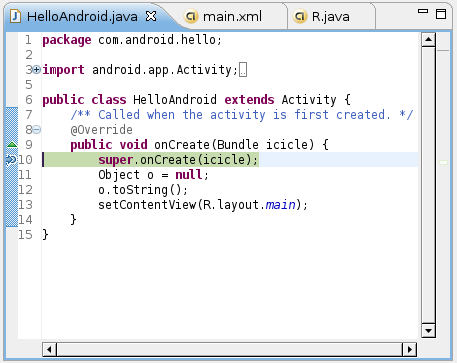 HelloAndroid.java main.xml R.java
1 package com.android.hello;
2
3 import android.app.Activity;
5
6 public class HelloAndroid extends Activity {
7 /** Called when the activity is first created. */
8 @Override
9 public void onCreate(Bundle icicle) {
10 super.onCreate(icicle);
11 Object o = null;
12 o.toString();
13 setContentView(R.layout.main);
14 }
15 }